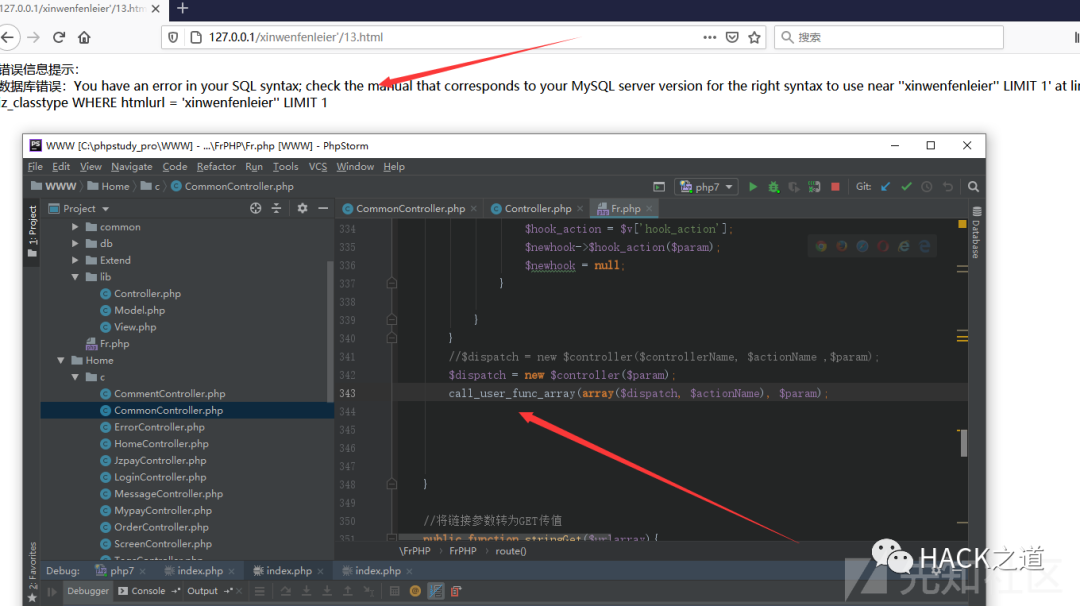 127.0.0.1/xinwenfenleier'/13.htm
127.0.0.1/xinwenfenleier'/13.html
搜索
错误信息提示:
数据库错误: You have an error in your SQL syntax; check the manual that corresponds to your MySQL server version for the right syntax to use near ''xinwenfenleier'' LIMIT 1' at lin
jz_classtype WHERE htmlurl = 'xinwenfenleier'' LIMIT 1
WWW [C:\phpstudy_pro\WWW] - ...\FrPHP\Fr.php [WWW] - PhpStorm
File Edit View Navigate Code Refactor Run Tools VCS Window Help
WWW Home c CommonController.php php7 Git:
1: Project
Project
CommonController.php Controller.php Fr.php
Database
common
db
Extend
lib
Controller.php
Model.php
View.php
Fr.php
Home
c
CommentController.php
CommonController.php
ErrorController.php
HomeController.php
JzpayController.php
LoginController.php
MessageController.php
MypayController.php
OrderController.php
ScreenController.php
334 $hook_action = $v['hook_action'];
335 $newhook->$hook_action($param);
336 $newhook = null;
337 }
338
339 }
340 }
341 //$dispatch = new $controller($controllerName, $actionName ,$param);
342 $dispatch = new $controller($param);
343 call_user_func_array(array($dispatch, $actionName), $param);
344
345
346
347
348 }
349
350 //将链接参数转为GET传值
351 public function stringGet($urlarray){
\FrPHP › FrPHP › route()
2: Favorites
Debug: php7 index.php index.php index.php
Debugger Console Output
HACK之道
先知社区